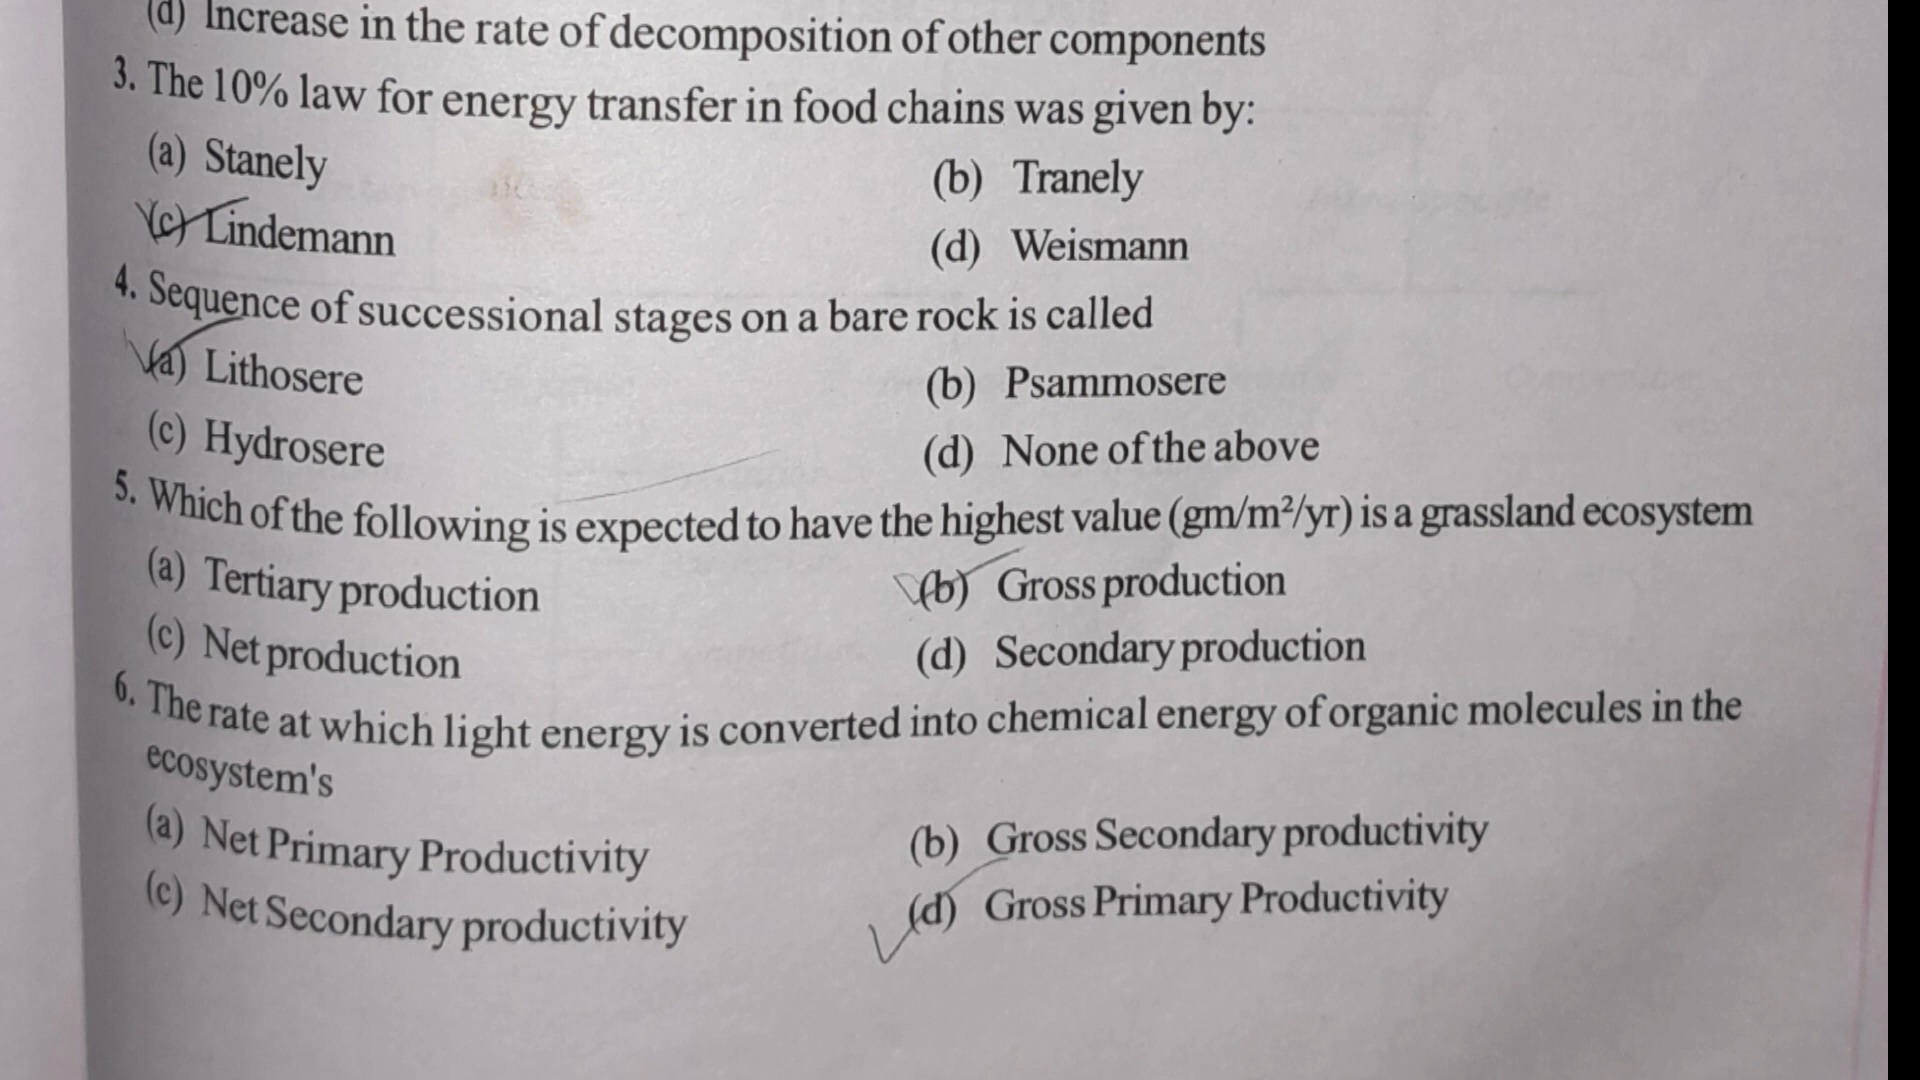 (d) Increase in the rate of decomposition of other components
3. The 10% law for energy transfer in food chains was given by:
(a) Stanely (b) Tranely
(c) Lindemann (d) Weismann
4. Sequence of successional stages on a bare rock is called
(a) Lithosere (b) Psammosere
(c) Hydrosere (d) None of the above
5. Which of the following is expected to have the highest value (gm/m²/yr) is a grassland ecosystem
(a) Tertiary production (b) Gross production
(c) Net production (d) Secondary production
6. The rate at which light energy is converted into chemical energy of organic molecules in the
ecosystem's
(a) Net Primary Productivity (b) Gross Secondary productivity
(c) Net Secondary productivity (d) Gross Primary Productivity